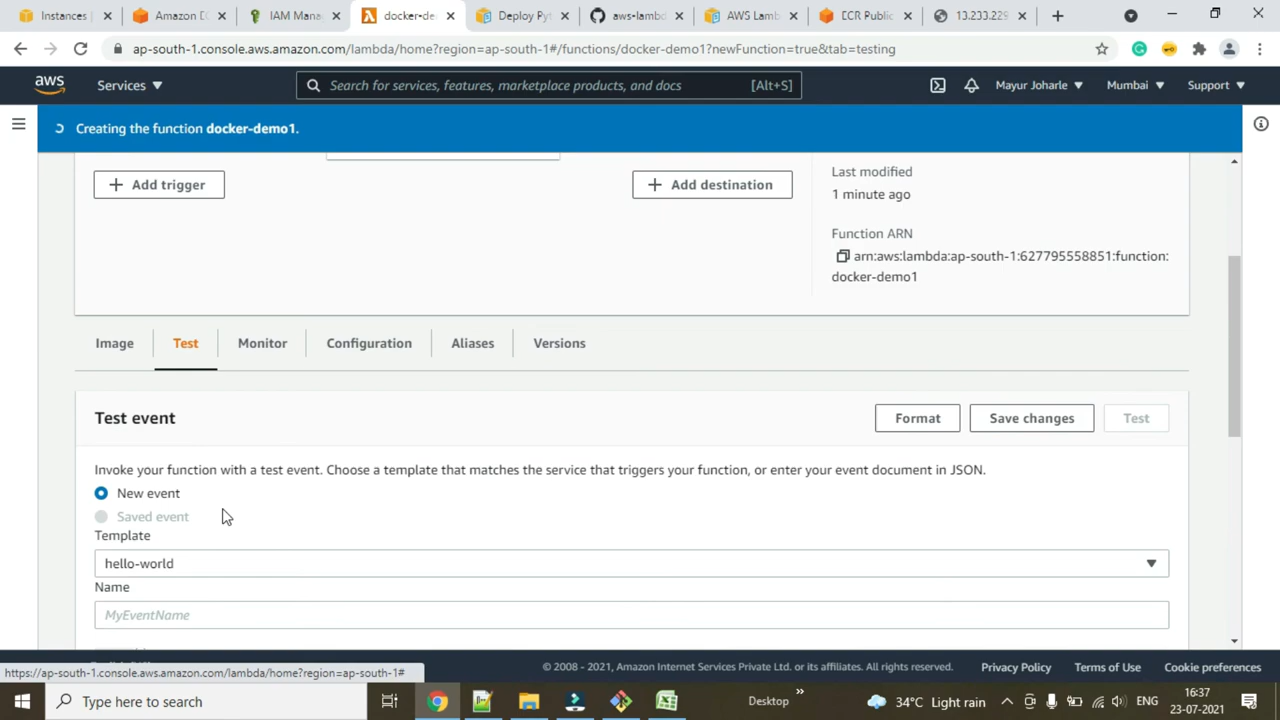 Instances |
Amazon EC
IAM Mana
docker-de
Deploy Py
aws-lamb
AWS Lam
ECR Public
13.233.229
ap-south-1.console.aws.amazon.com/lambda/home?region=ap-south-1#/functions/docker-demo1?newFunction=true&tab=testing
aws
Services
Search for services, features, marketplace products, and docs
[Alt+S]
Mayur Joharle
Mumbai
Support
Creating the function docker-demo1.
+ Add trigger
+ Add destination
Last modified
1 minute ago
Function ARN
arn:aws:lambda:ap-south-1:627795558851:function:
docker-demo1
Image
Test
Monitor
Configuration
Aliases
Versions
Test event
Format
Save changes
Test
Invoke your function with a test event. Choose a template that matches the service that triggers your function, or enter your event document in JSON.
New event
Saved event
Template
hello-world
Name
MyEventName
https://ap-south-1.console.aws.amazon.com/lambda/home?region=ap-south-1#
© 2008 - 2021, Amazon Internet Services Private Ltd. or its affiliates. All rights reserved.
Privacy Policy
Terms of Use
Cookie preferences
Type here to search
Desktop
34°C Light rain
ENG
16:37
23-07-2021